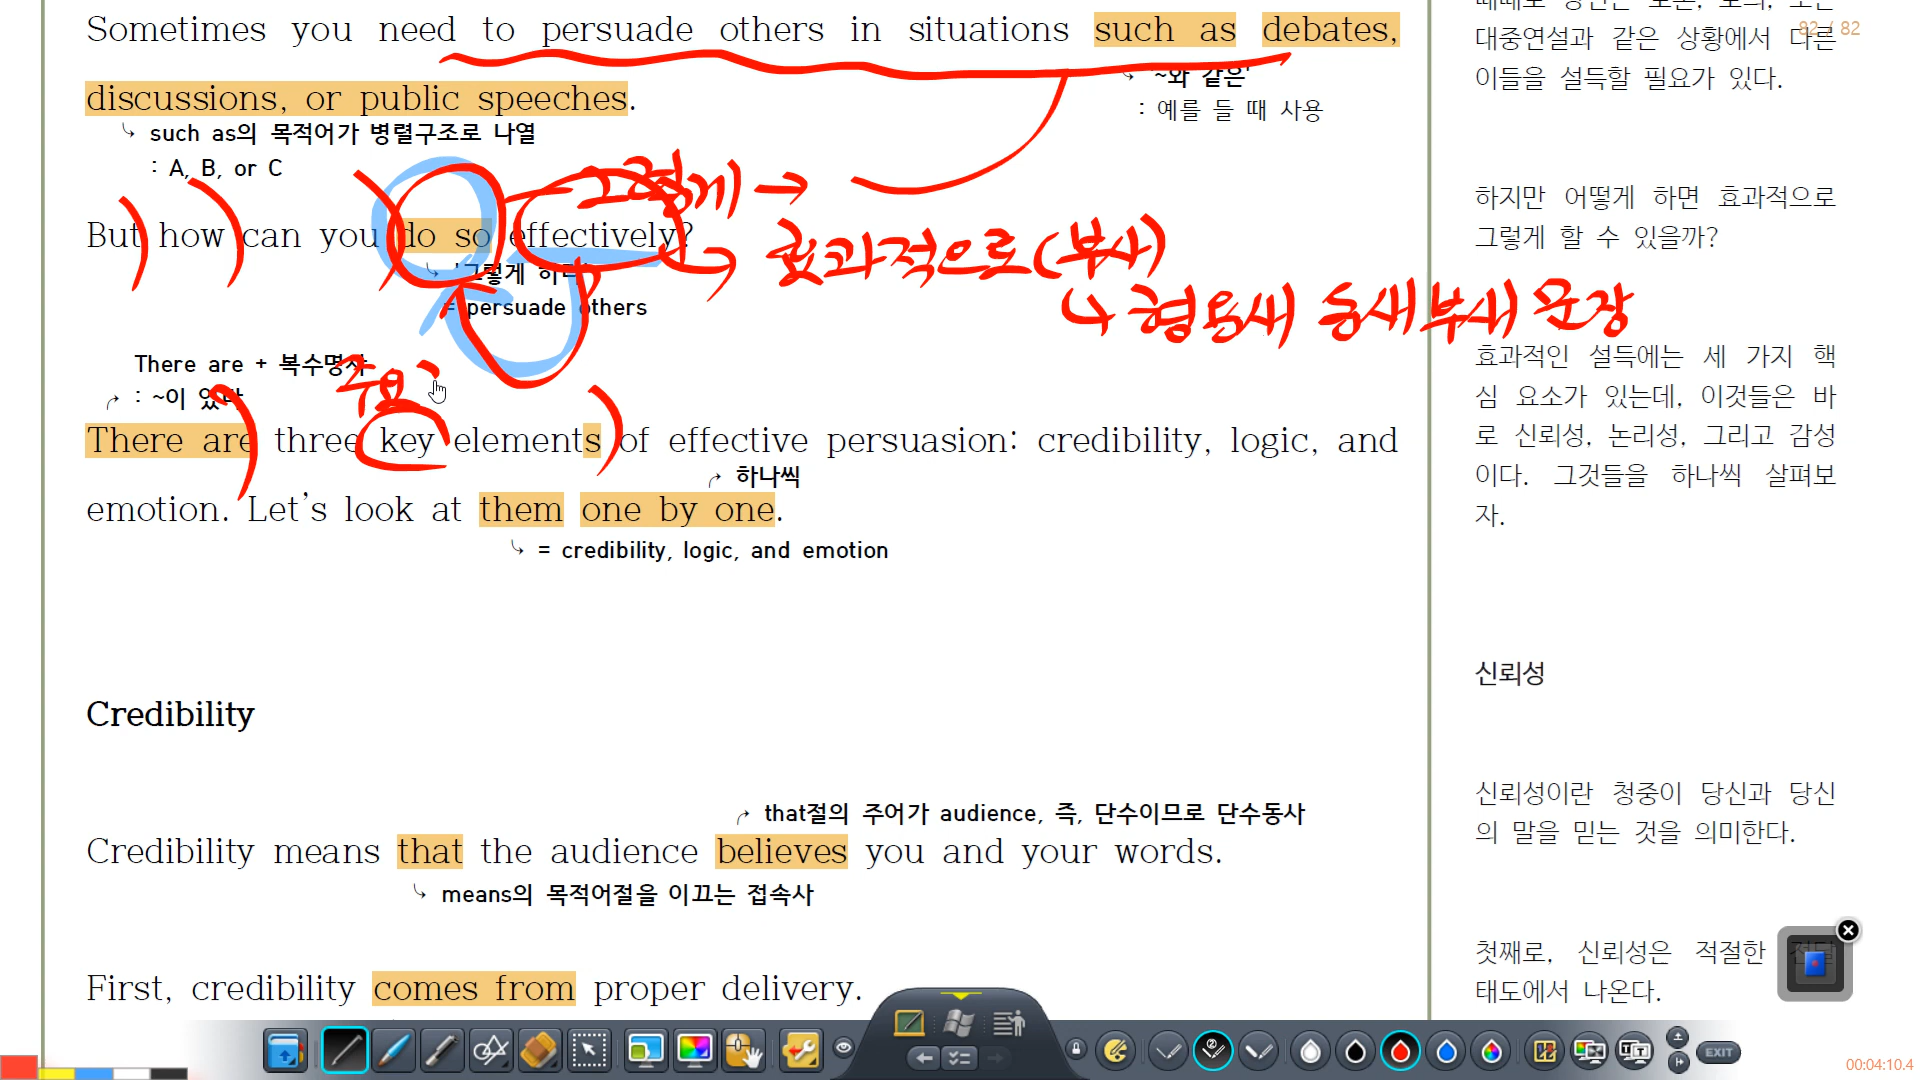 Sometimes you need to persuade others in situations such as debates,
↳ '~와 같은'
: 예를 들 때 사용
discussions, or public speeches.
↳ such as의 목적어가 병렬구조로 나열
: A, B, or C
그렇게 →
But how can you do so effectively?
→ 효과적으로(부사)
↳ '그렇게 하다'
= persuade others
↳ 형용새 동새 부새 문장
There are + 복수명사
: ~이 있다
주요
There are three key elements of effective persuasion: credibility, logic, and
하나씩
emotion. Let's look at them one by one.
↳ = credibility, logic, and emotion
Credibility
that절의 주어가 audience, 즉, 단수이므로 단수동사
Credibility means that the audience believes you and your words.
↳ means의 목적어절을 이끄는 접속사
First, credibility comes from proper delivery.
82 / 82
대중연설과 같은 상황에서 다른
이들을 설득할 필요가 있다.
하지만 어떻게 하면 효과적으로
그렇게 할 수 있을까?
효과적인 설득에는 세 가지 핵
심 요소가 있는데, 이것들은 바
로 신뢰성, 논리성, 그리고 감성
이다. 그것들을 하나씩 살펴보
자.
신뢰성
신뢰성이란 청중이 당신과 당신
의 말을 믿는 것을 의미한다.
첫째로, 신뢰성은 적절한 전달
태도에서 나온다.
EXIT
00:04:10.4